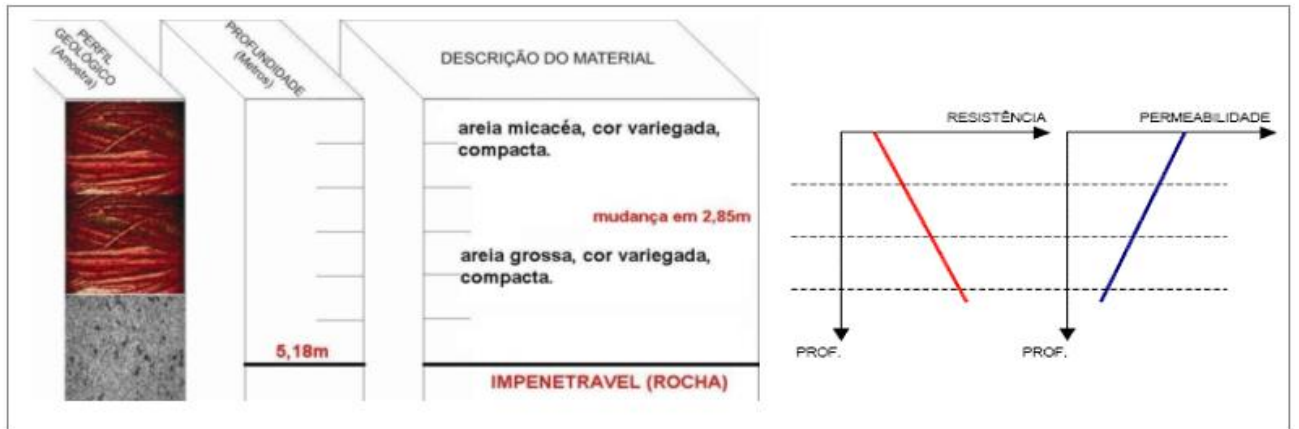 PERFIL
GEOLÓGICO
(Amostra)
PROFUNDIDADE
(Metros)
DESCRIÇÃO DO MATERIAL
areia micacéa, cor variegada,
compacta.
mudança em 2,85m
areia grossa, cor variegada,
compacta.
5,18m
IMPENETRAVEL (ROCHA)
RESISTÊNCIA
PROF.
PERMEABILIDADE
PROF.